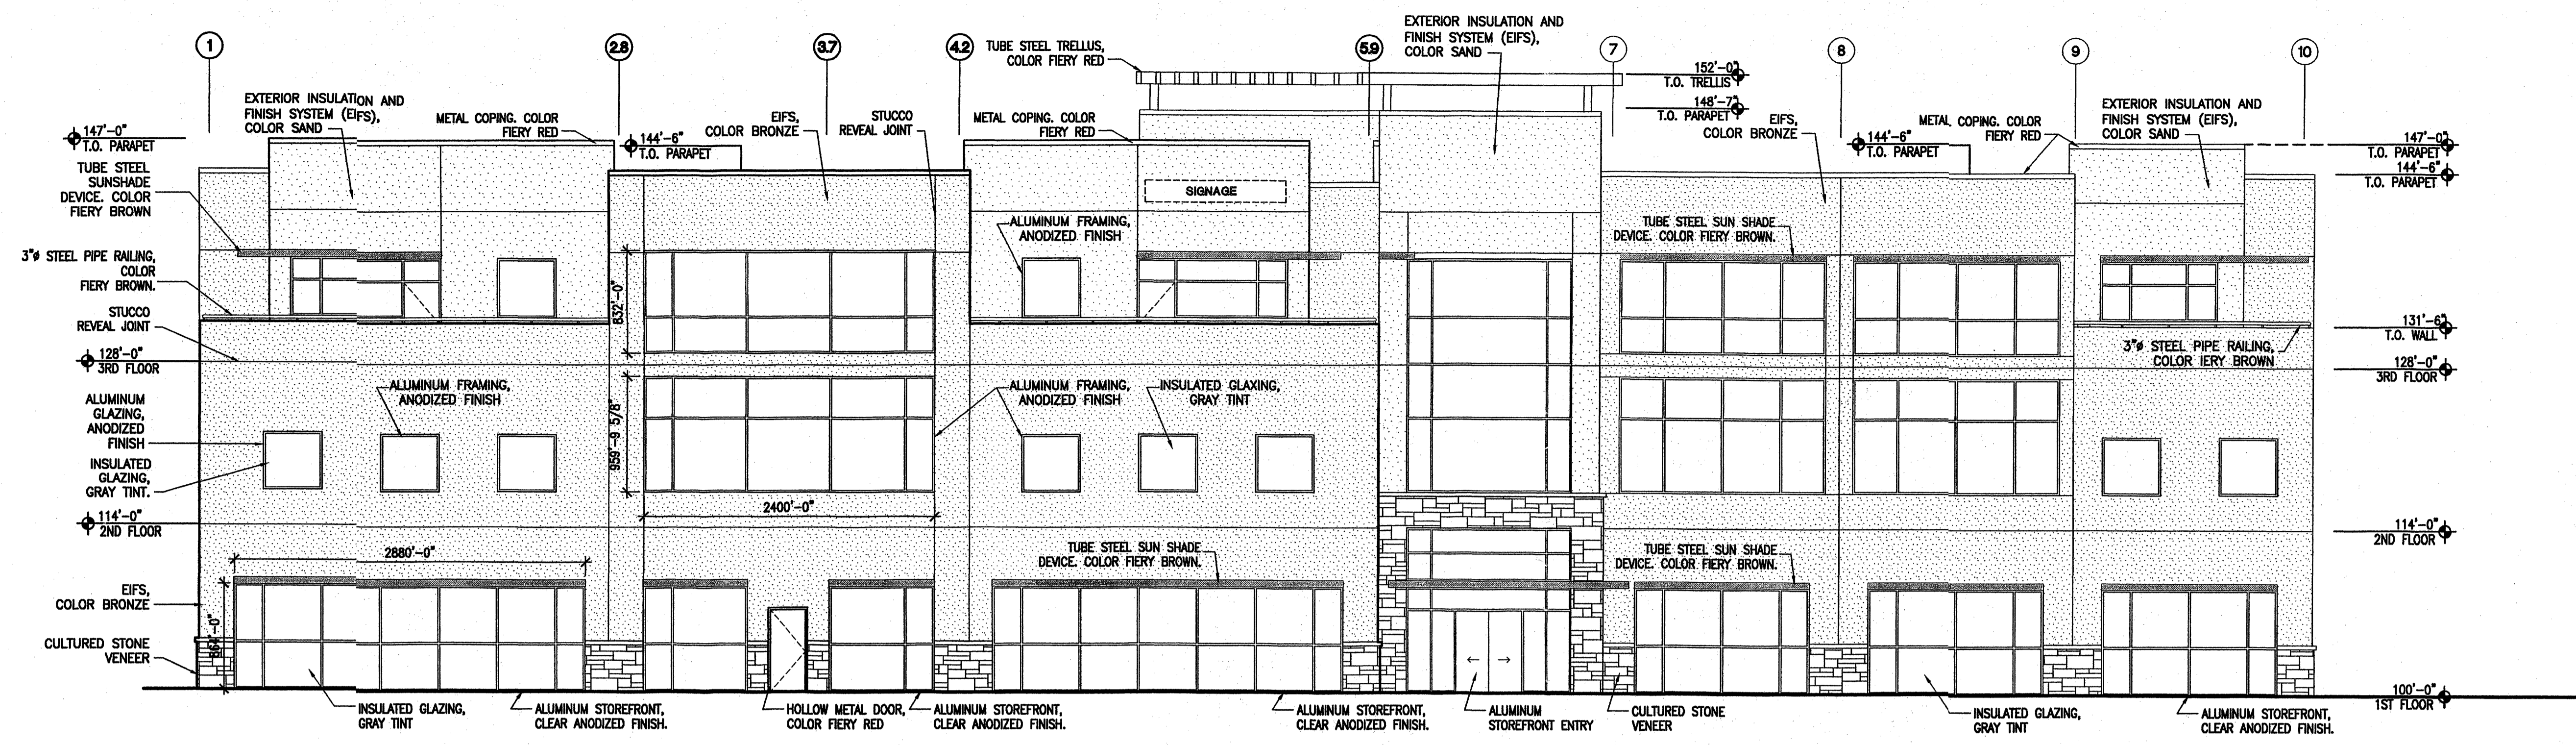 1
2.8
3.7
4.2
5.9
7
8
9
10
TUBE STEEL TRELLUS,
COLOR FIERY RED
EXTERIOR INSULATION AND
FINISH SYSTEM (EIFS),
COLOR SAND
152'-0"
T.O. TRELLIS
148'-7"
T.O. PARAPET
147'-0"
T.O. PARAPET
EXTERIOR INSULATION AND
FINISH SYSTEM (EIFS),
COLOR SAND
METAL COPING. COLOR
FIERY RED
144'-6"
T.O. PARAPET
EIFS,
COLOR BRONZE
STUCCO
REVEAL JOINT
METAL COPING. COLOR
FIERY RED
EIFS,
COLOR BRONZE
144'-6"
T.O. PARAPET
METAL COPING. COLOR
FIERY RED
EXTERIOR INSULATION AND
FINISH SYSTEM (EIFS),
COLOR SAND
147'-0"
T.O. PARAPET
144'-6"
T.O. PARAPET
TUBE STEEL
SUNSHADE
DEVICE. COLOR
FIERY BROWN
SIGNAGE
ALUMINUM FRAMING,
ANODIZED FINISH
TUBE STEEL SUN SHADE
DEVICE. COLOR FIERY BROWN.
3"ø STEEL PIPE RAILING,
COLOR
FIERY BROWN.
832'-0"
STUCCO
REVEAL JOINT
131'-6"
T.O. WALL
3"ø STEEL PIPE RAILING,
COLOR IERY BROWN
128'-0"
3RD FLOOR
128'-0"
3RD FLOOR
ALUMINUM
GLAZING,
ANODIZED
FINISH
ALUMINUM FRAMING,
ANODIZED FINISH
959'-9 5/8"
ALUMINUM FRAMING,
ANODIZED FINISH
INSULATED GLAXING,
GRAY TINT
INSULATED
GLAZING,
GRAY TINT.
2400'-0"
114'-0"
2ND FLOOR
114'-0"
2ND FLOOR
2880'-0"
TUBE STEEL SUN SHADE
DEVICE. COLOR FIERY BROWN.
TUBE STEEL SUN SHADE
DEVICE. COLOR FIERY BROWN.
EIFS,
COLOR BRONZE
864'-0"
CULTURED STONE
VENEER
100'-0"
1ST FLOOR
INSULATED GLAZING,
GRAY TINT
ALUMINUM STOREFRONT,
CLEAR ANODIZED FINISH.
HOLLOW METAL DOOR,
COLOR FIERY RED
ALUMINUM STOREFRONT,
CLEAR ANODIZED FINISH.
ALUMINUM STOREFRONT,
CLEAR ANODIZED FINISH.
ALUMINUM
STOREFRONT ENTRY
CULTURED STONE
VENEER
INSULATED GLAZING,
GRAY TINT
ALUMINUM STOREFRONT,
CLEAR ANODIZED FINISH.